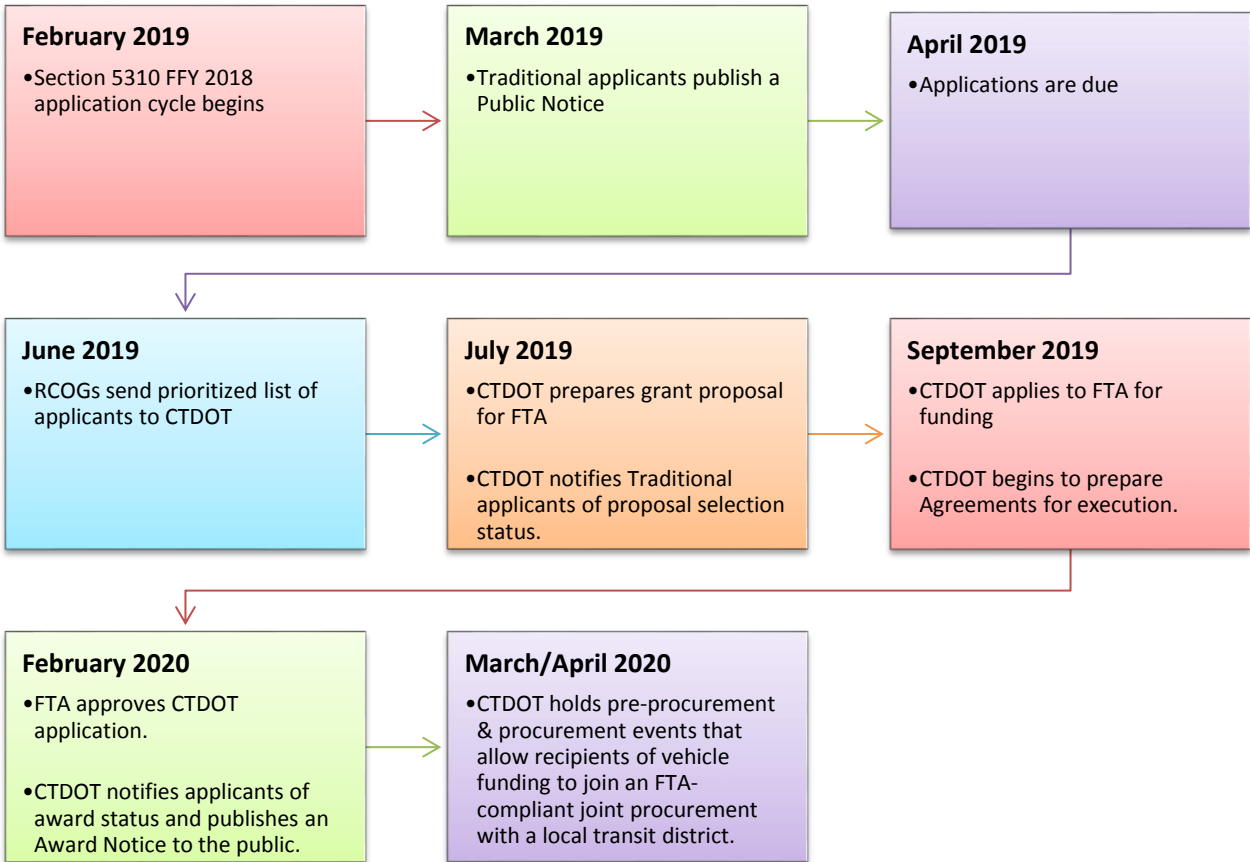 February 2019
•Section 5310 FFY 2018
application cycle begins
March 2019
•Traditional applicants publish a
Public Notice
April 2019
•Applications are due
June 2019
•RCOGs send prioritized list of
applicants to CTDOT
July 2019
•CTDOT prepares grant proposal
for FTA
•CTDOT notifies Traditional
applicants of proposal selection
status.
September 2019
•CTDOT applies to FTA for
funding
•CTDOT begins to prepare
Agreements for execution.
February 2020
•FTA approves CTDOT
application.
•CTDOT notifies applicants of
award status and publishes an
Award Notice to the public.
March/April 2020
•CTDOT holds pre-procurement
& procurement events that
allow recipients of vehicle
funding to join an FTA-
compliant joint procurement
with a local transit district.